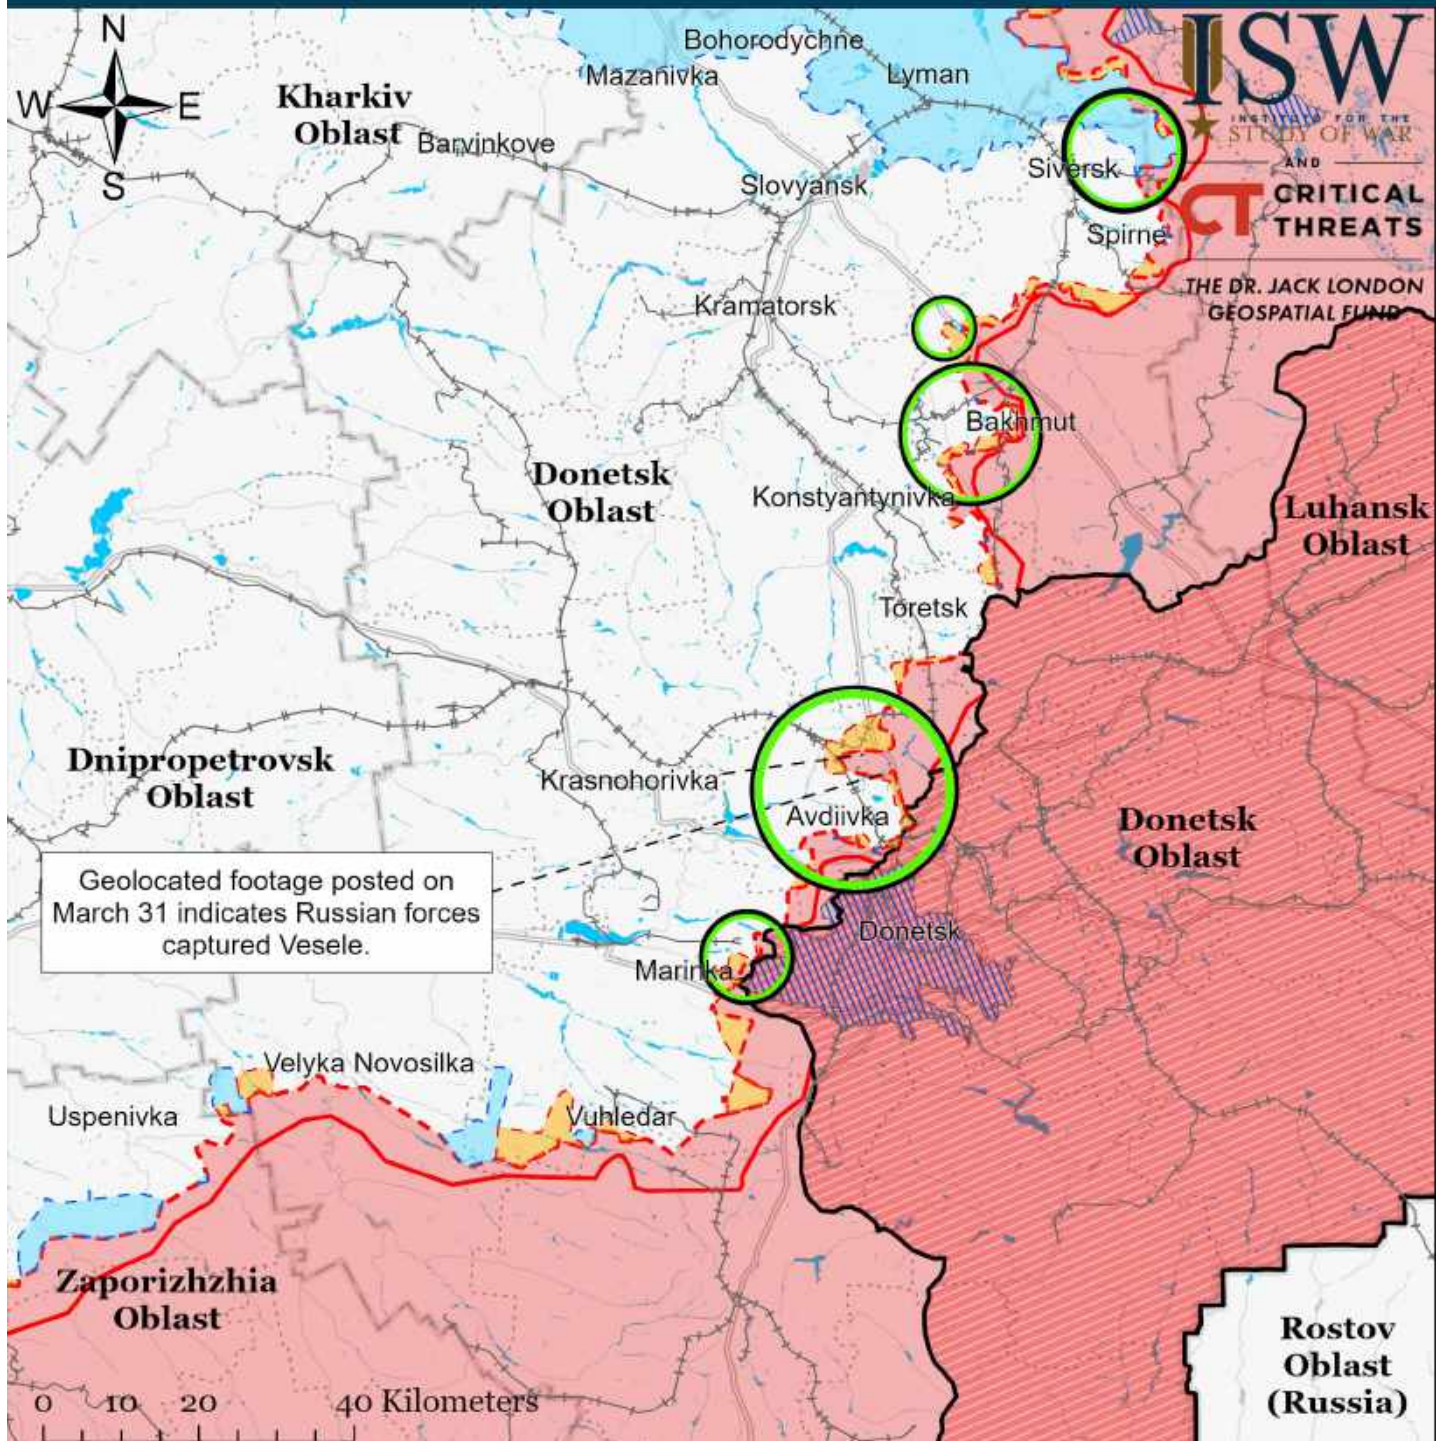 N
W
E
S
Kharkiv
Oblast
Barvinkove
Bohorodychne
Mazanivka
Lyman
Siversk
Slovyansk
Spirne
Kramatorsk
Bakhmut
Donetsk
Oblast
Konstyantynivka
Luhansk
Oblast
Toretsk
Dnipropetrovsk
Oblast
Krasnohorivka
Avdiivka
Donetsk
Oblast
Geolocated footage posted on
March 31 indicates Russian forces
captured Vesele.
Donetsk
Marinka
Velyka Novosilka
Uspenivka
Vuhledar
Zaporizhzhia
Oblast
Rostov
Oblast
(Russia)
0 10 20 40 Kilometers
ISW
INSTITUTE FOR THE
STUDY OF WAR
AND
CT CRITICAL
THREATS
THE DR. JACK LONDON
GEOSPATIAL FUND